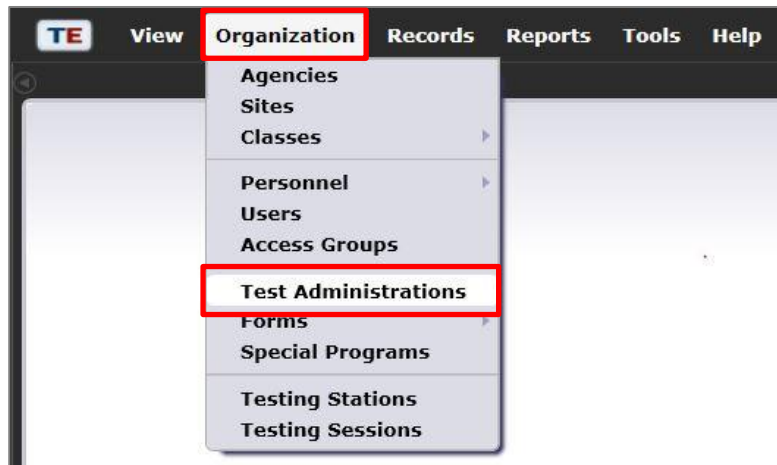 TE View Organization Records Reports Tools Help
Agencies
Sites
Classes
Personnel
Users
Access Groups
Test Administrations
Forms
Special Programs
Testing Stations
Testing Sessions